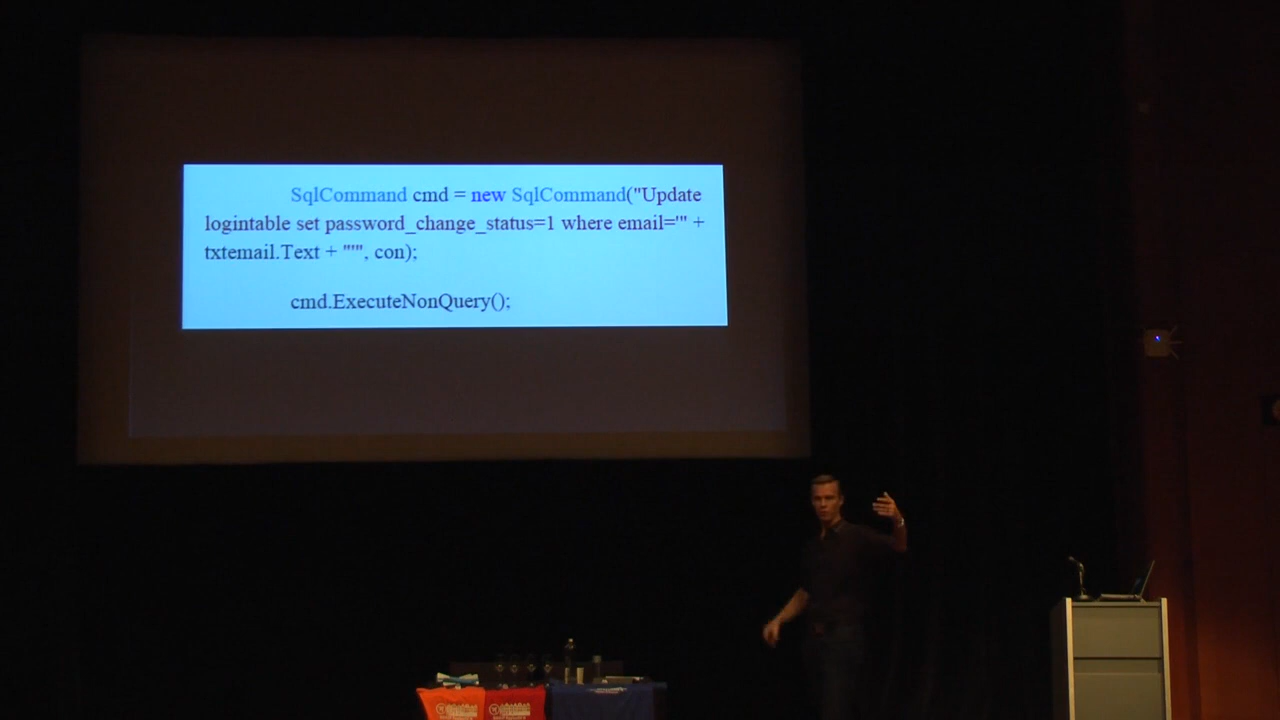 SqlCommand cmd = new SqlCommand("Update
logintable set password_change_status=1 where email='" +
txtemail.Text + "'", con);
cmd.ExecuteNonQuery();